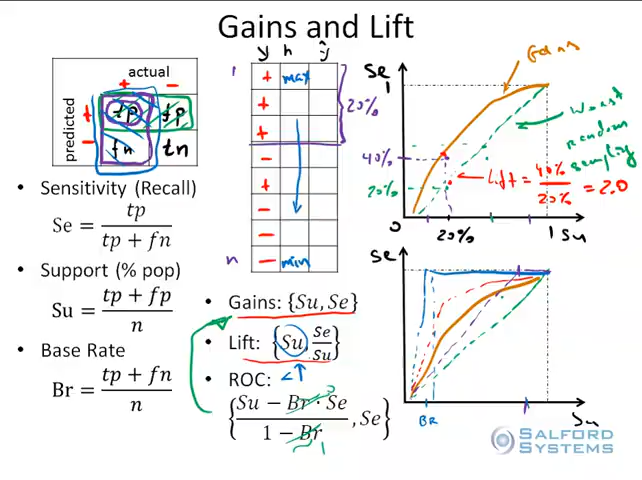 Gains and Lift
actual
+ -
predicted
+ tp fp
- fn tn
y h ŷ
1 + max
+
+
20%
-
+
-
-
n - min
Se
1
40%
20%
0
20%
1 Su
Gains
Worst
random
sampling
Lift = 40% / 20% = 2.0
• Sensitivity (Recall)
Se = tp / (tp + fn)
• Support (% pop)
Su = (tp + fp) / n
• Base Rate
Br = (tp + fn) / n
• Gains: {Su, Se}
• Lift: {Su, Se/Su}
• ROC:
{(Su − Br · Se) / (1 − Br), Se}
1
Se
BR
Su
SALFORD
SYSTEMS